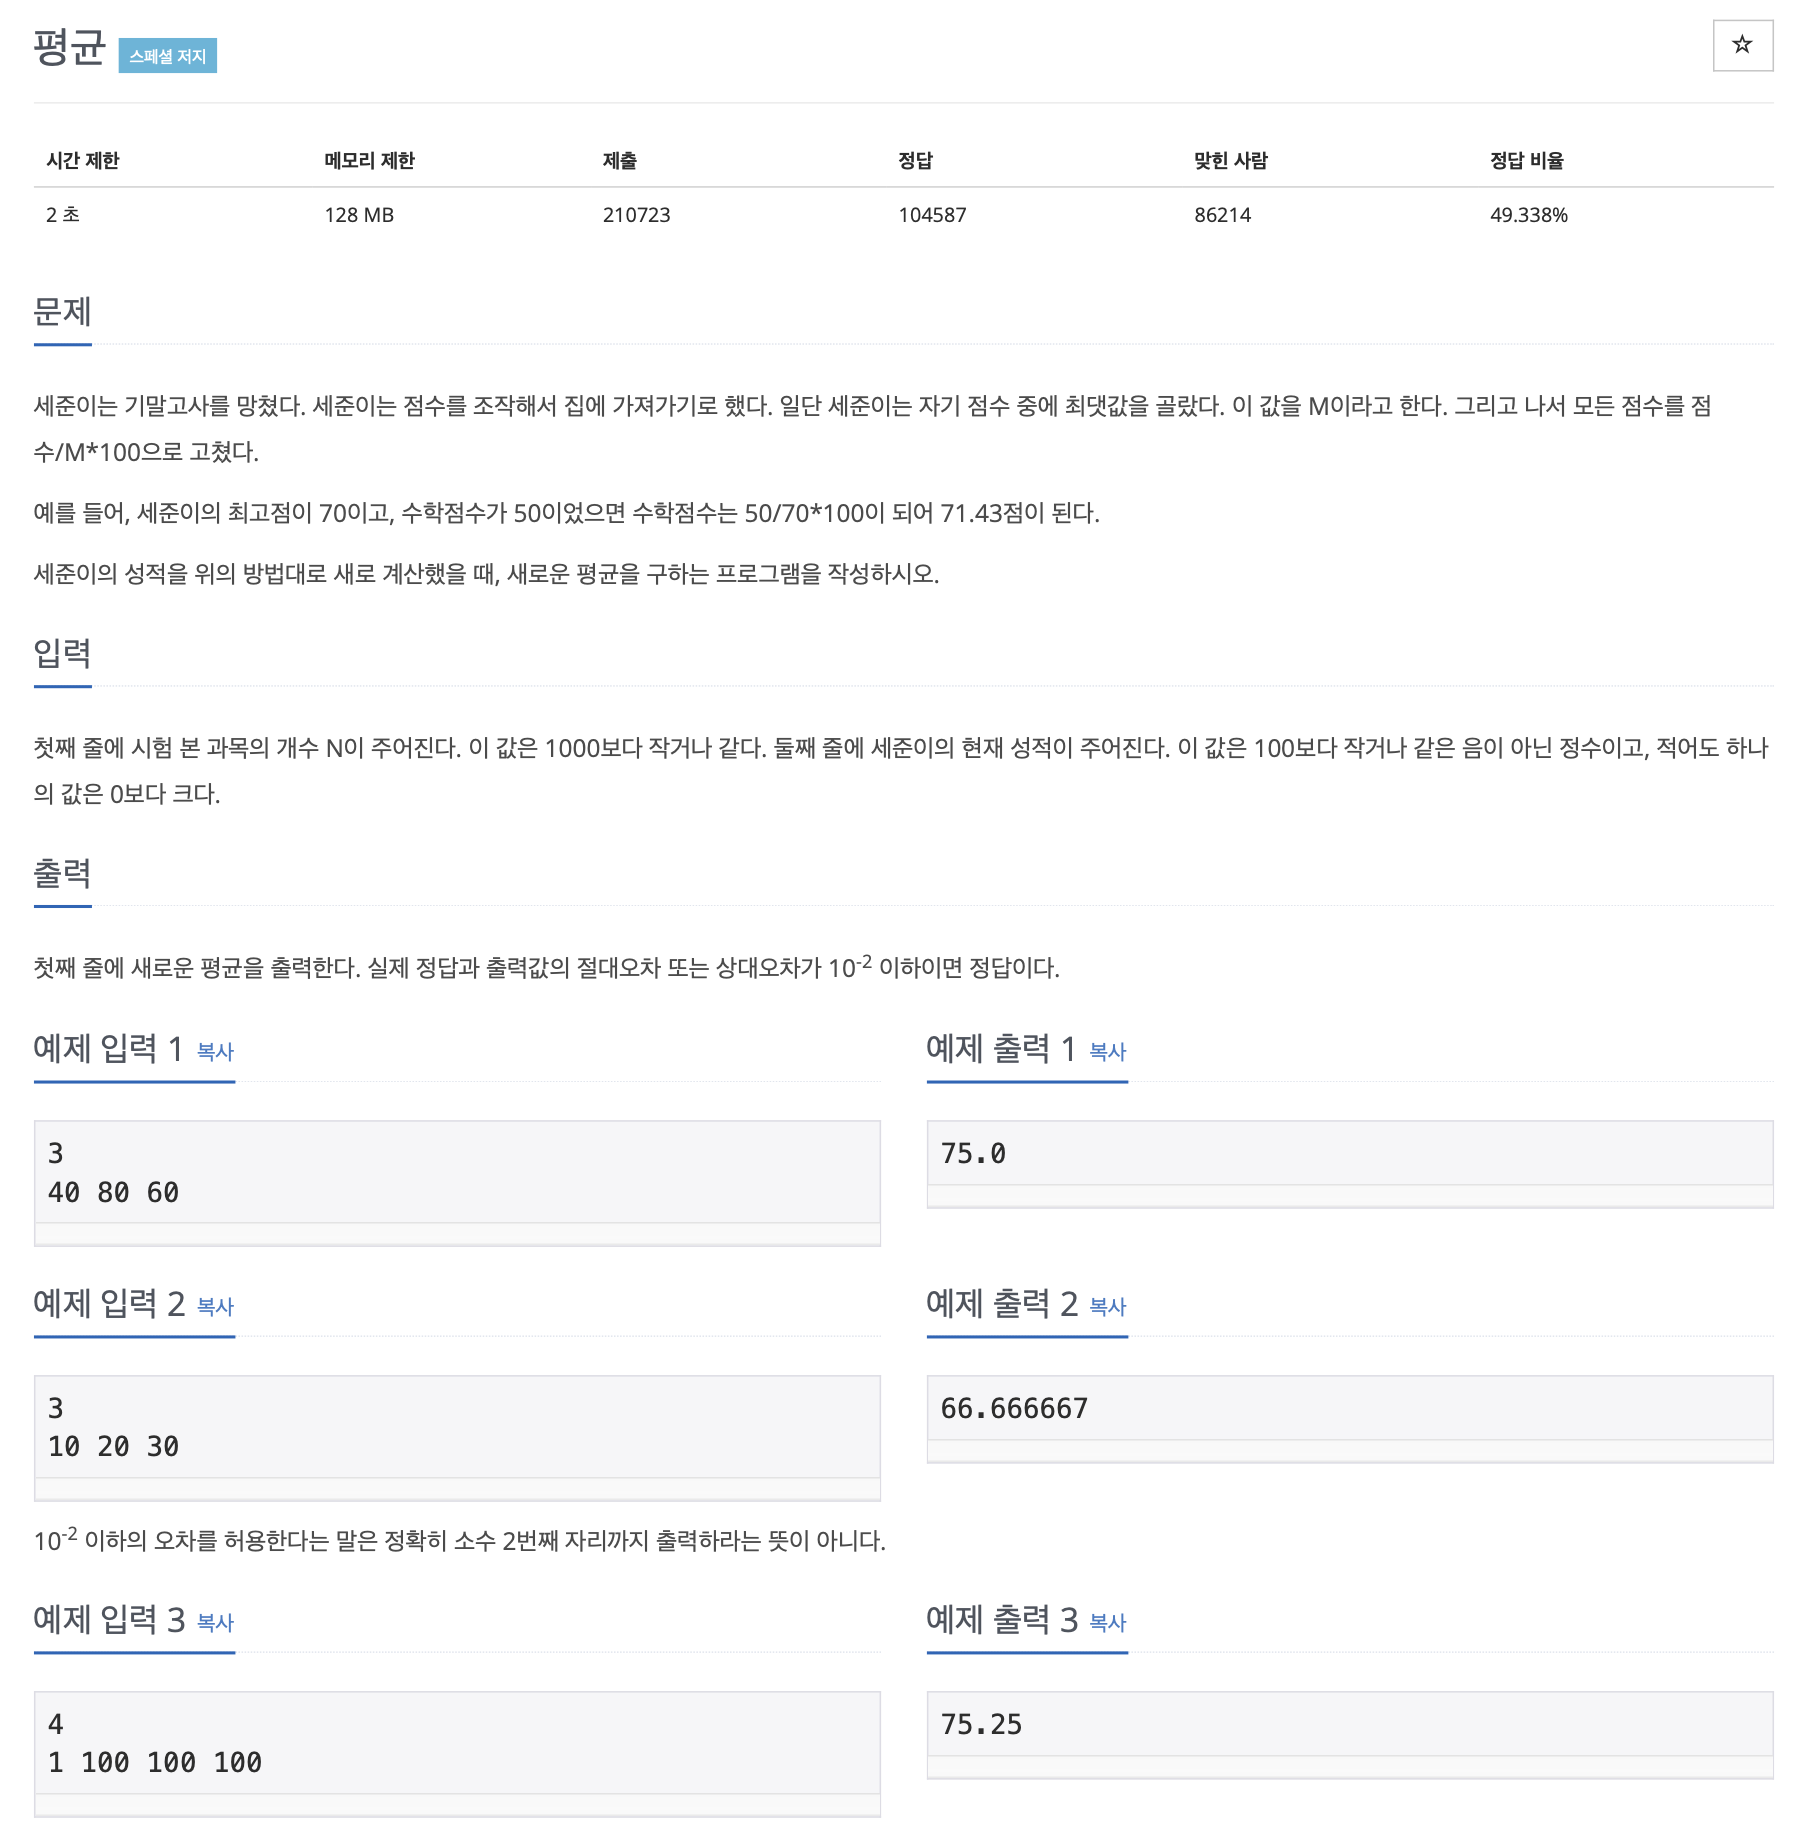 평균 스페셜 저지
☆
시간 제한 메모리 제한 제출 정답 맞힌 사람 정답 비율
2 초 128 MB 210723 104587 86214 49.338%
문제
세준이는 기말고사를 망쳤다. 세준이는 점수를 조작해서 집에 가져가기로 했다. 일단 세준이는 자기 점수 중에 최댓값을 골랐다. 이 값을 M이라고 한다. 그리고 나서 모든 점수를 점
수/M*100으로 고쳤다.
예를 들어, 세준이의 최고점이 70이고, 수학점수가 50이었으면 수학점수는 50/70*100이 되어 71.43점이 된다.
세준이의 성적을 위의 방법대로 새로 계산했을 때, 새로운 평균을 구하는 프로그램을 작성하시오.
입력
첫째 줄에 시험 본 과목의 개수 N이 주어진다. 이 값은 1000보다 작거나 같다. 둘째 줄에 세준이의 현재 성적이 주어진다. 이 값은 100보다 작거나 같은 음이 아닌 정수이고, 적어도 하나
의 값은 0보다 크다.
출력
첫째 줄에 새로운 평균을 출력한다. 실제 정답과 출력값의 절대오차 또는 상대오차가 10⁻² 이하이면 정답이다.
예제 입력 1 복사
3
40 80 60
예제 출력 1 복사
75.0
예제 입력 2 복사
3
10 20 30
예제 출력 2 복사
66.666667
10⁻² 이하의 오차를 허용한다는 말은 정확히 소수 2번째 자리까지 출력하라는 뜻이 아니다.
예제 입력 3 복사
4
1 100 100 100
예제 출력 3 복사
75.25